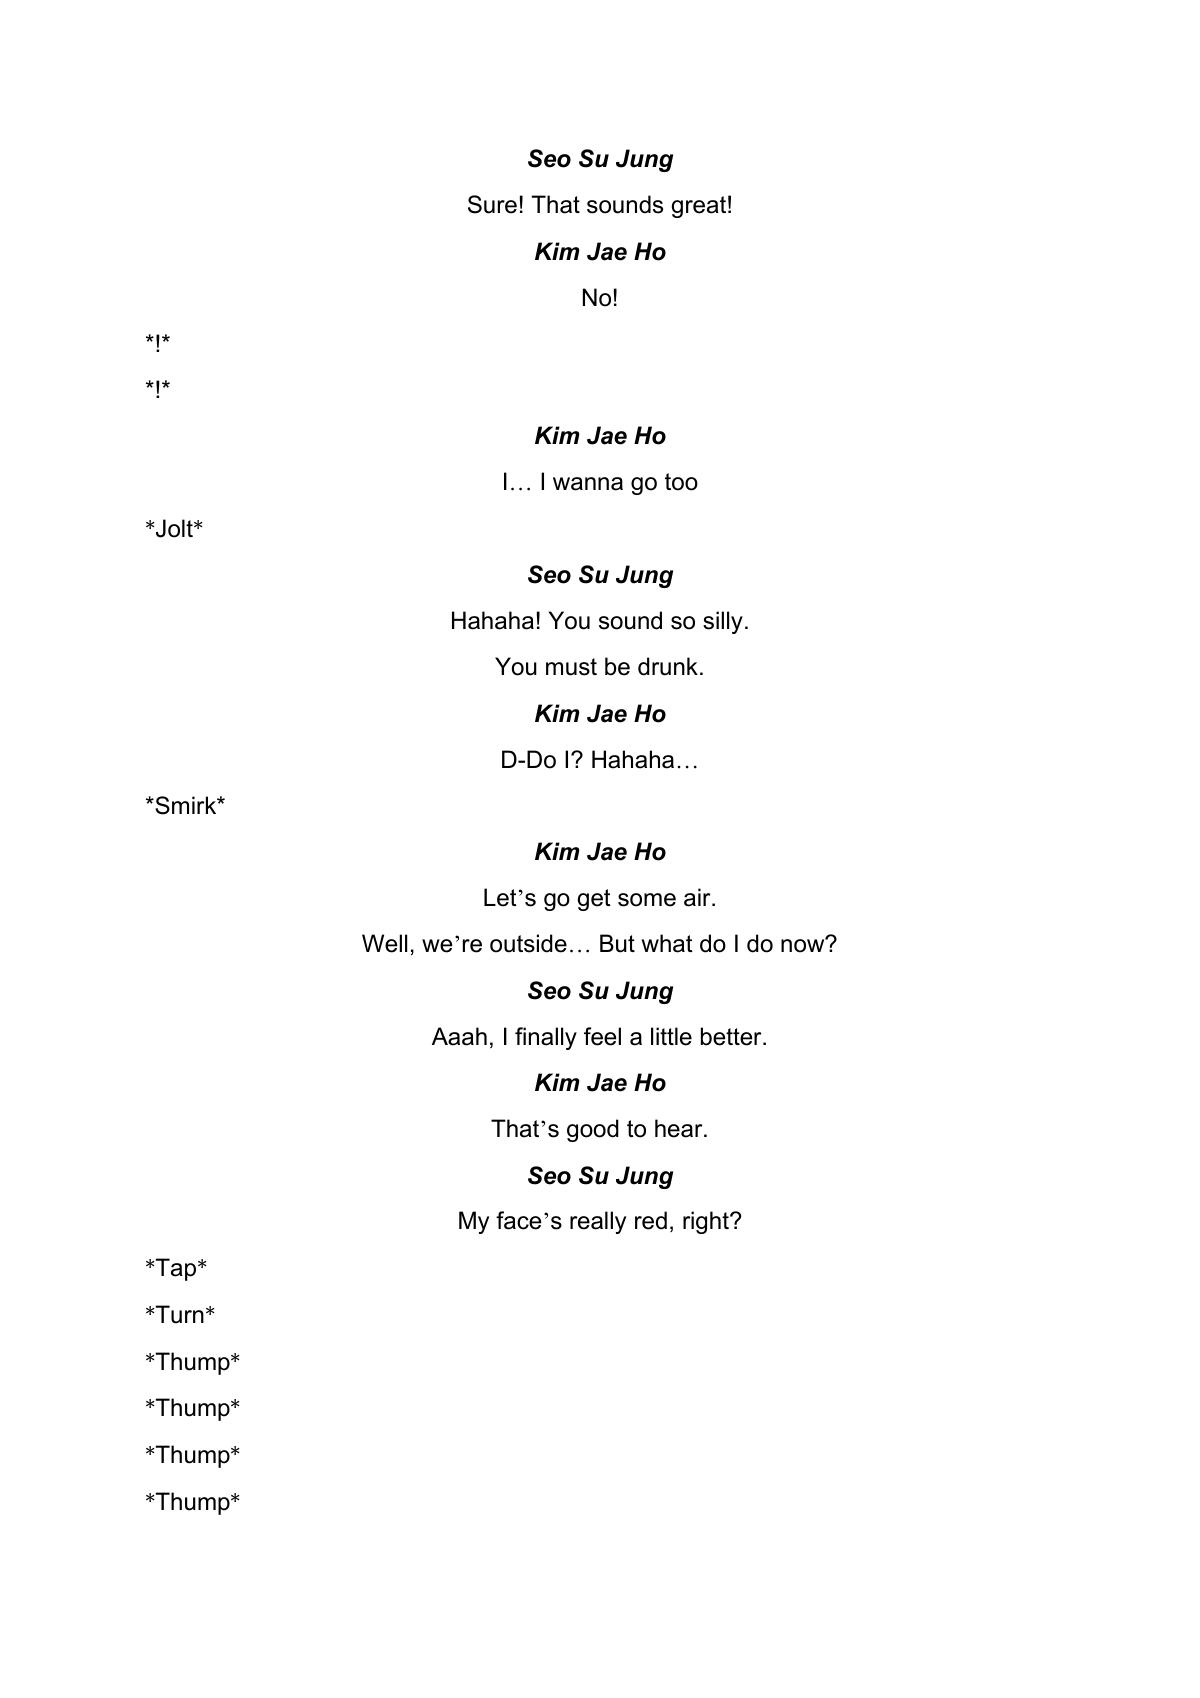 Seo Su Jung
Sure! That sounds great!
Kim Jae Ho
No!
*!*
*!*
Kim Jae Ho
I… I wanna go too
*Jolt*
Seo Su Jung
Hahaha! You sound so silly.
You must be drunk.
Kim Jae Ho
D-Do I? Hahaha…
*Smirk*
Kim Jae Ho
Let’s go get some air.
Well, we’re outside… But what do I do now?
Seo Su Jung
Aaah, I finally feel a little better.
Kim Jae Ho
That’s good to hear.
Seo Su Jung
My face’s really red, right?
*Tap*
*Turn*
*Thump*
*Thump*
*Thump*
*Thump*